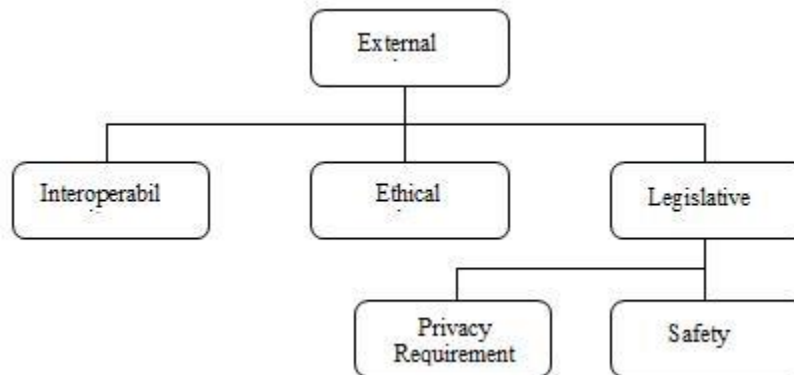 External
Interoperabil
Ethical
Legislative
Privacy
Requirement
Safety